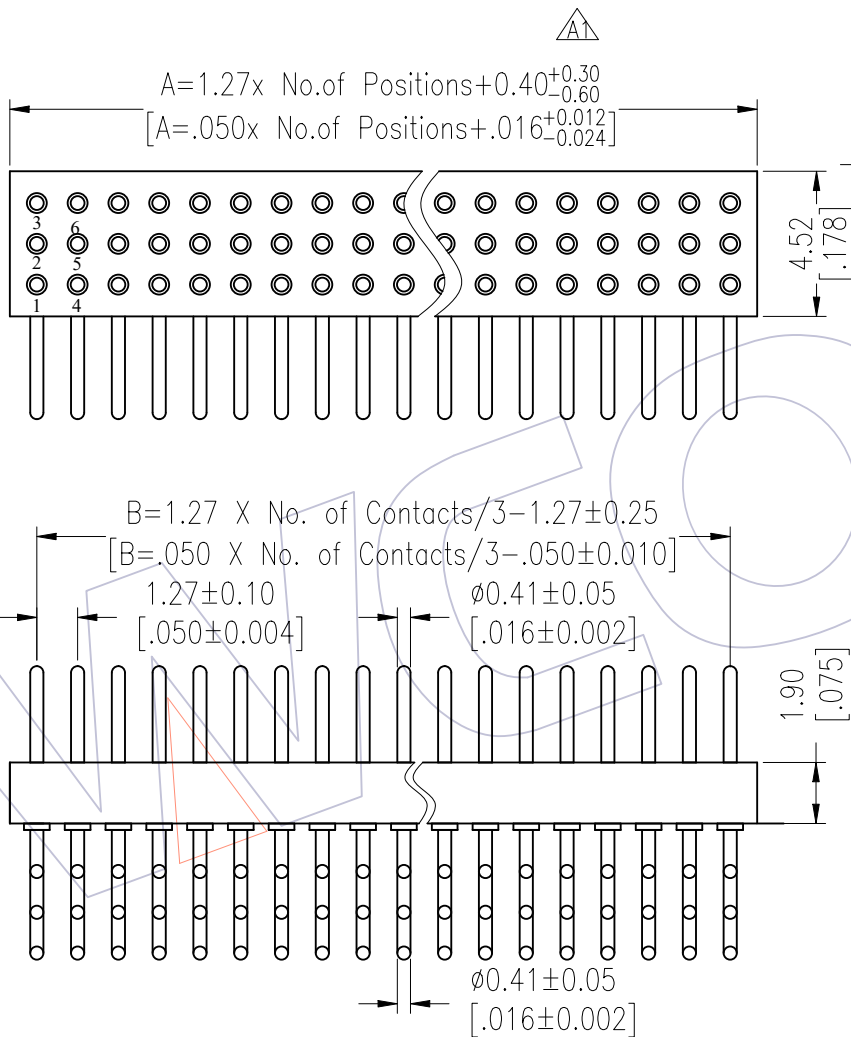 A1
A=1.27x No.of Positions+0.40+0.30 -0.60
[A=.050x No.of Positions+.016+0.012 -0.024]
3 6
2 5
1 4
4.52
[.178]
B=1.27 X No. of Contacts/3-1.27±0.25
[B=.050 X No. of Contacts/3-.050±0.010]
1.27±0.10
[.050±0.004]
ø0.41±0.05
[.016±0.002]
1.90
[.075]
ø0.41±0.05
[.016±0.002]
WCO